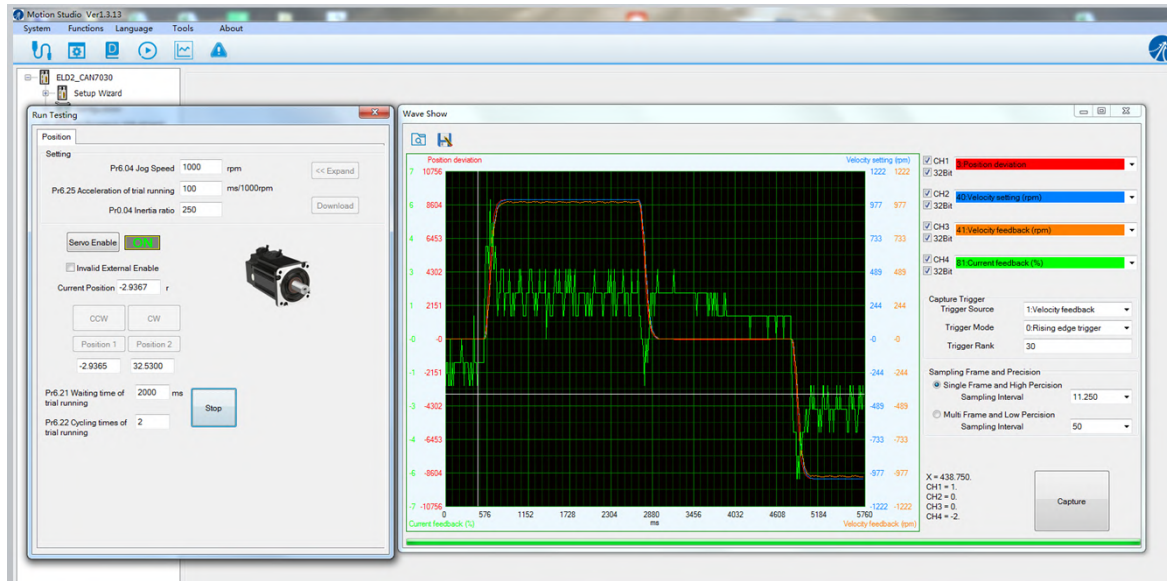 Motion Studio Ver1.3.13
System Functions Language Tools About
ELD2_CAN7030
Setup Wizard
Run Testing
Position
Setting
Pr6.04 Jog Speed 1000 rpm << Expand
Pr6.25 Acceleration of trial running 100 ms/1000rpm
Pr0.04 Inertia ratio 250 Download
Servo Enable ON
Invalid External Enable
Current Position -2.9367 r
CCW CW
Position 1 Position 2
-2.9365 32.5300
Pr6.21 Waiting time of 2000 ms
trial running
Stop
Pr6.22 Cycling times of 2
trial running
Wave Show
Position deviation Velocity setting (rpm)
7 10756 1222 1222
6 8604 977 977
4 6453 733 733
3 4302 489 489
1 2151 244 244
-0 -0 -0 -0
-1 -2151 -244 -244
-3 -4302 -489 -489
-4 -6453 -733 -733
-6 -8604 -977 -977
-7 -10756 -1222 -1222
0 576 1152 1728 2304 2880 3456 4032 4608 5184 5760
ms
Current feedback (%) Velocity feedback (rpm)
CH1 3:Position deviation
32Bit
CH2 40:Velocity setting (rpm)
32Bit
CH3 41:Velocity feedback (rpm)
32Bit
CH4 81:Current feedback (%)
32Bit
Capture Trigger
Trigger Source 1:Velocity feedback
Trigger Mode 0:Rising edge trigger
Trigger Rank 30
Sampling Frame and Precision
Single Frame and High Percision
Sampling Interval 11.250
Multi Frame and Low Percision
Sampling Interval 50
X = 438.750.
CH1 = 1.
CH2 = 0.
CH3 = 0.
CH4 = -2.
Capture